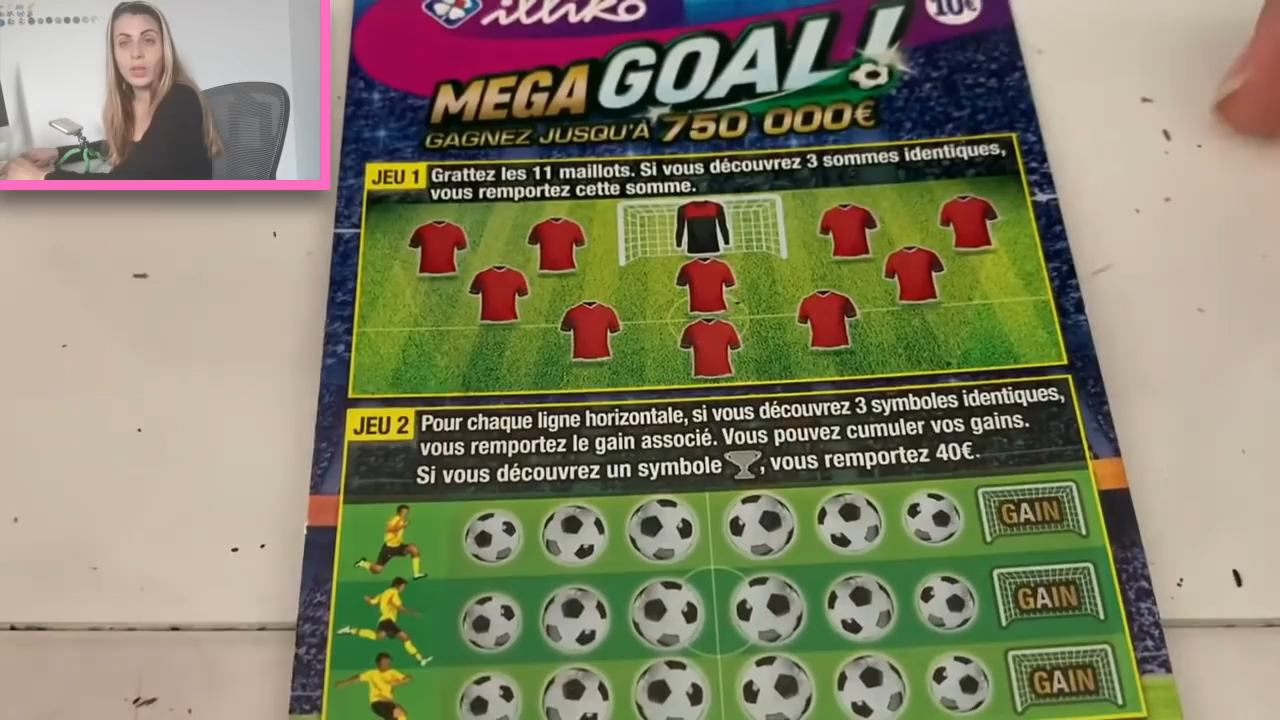 illiko
10€
MEGA GOAL!
GAGNEZ JUSQU'À 750 000€
JEU 1 Grattez les 11 maillots. Si vous découvrez 3 sommes identiques,
vous remportez cette somme.
JEU 2 Pour chaque ligne horizontale, si vous découvrez 3 symboles identiques,
vous remportez le gain associé. Vous pouvez cumuler vos gains.
Si vous découvrez un symbole , vous remportez 40€.
GAIN
GAIN
GAIN